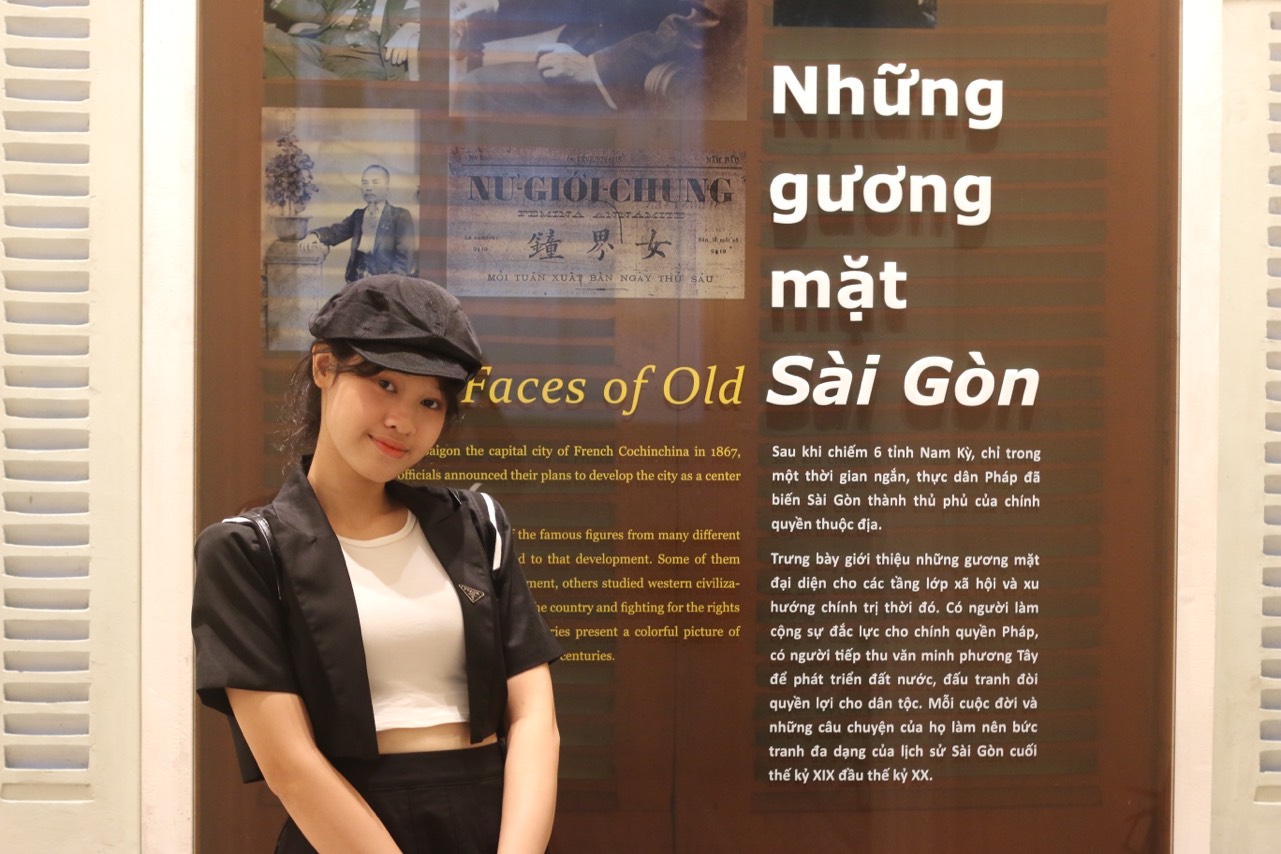 NỮ-GIỚI-CHUNG
FEMINA ANNAMITE
鐘 界 女
MỖI TUẦN XUẤT BẢN NGÀY THỨ SÁU
Faces of Old
Saigon the capital city of French Cochinchina in 1867,
officials announced their plans to develop the city as a center
of the famous figures from many different
to that development. Some of them
others studied western civiliza-
country and fighting for the rights
present a colorful picture of
centuries.
Những
gương
mặt
Sài Gòn
Sau khi chiếm 6 tỉnh Nam Kỳ, chỉ trong
một thời gian ngắn, thực dân Pháp đã
biến Sài Gòn thành thủ phủ của chính
quyền thuộc địa.
Trưng bày giới thiệu những gương mặt
đại diện cho các tầng lớp xã hội và xu
hướng chính trị thời đó. Có người làm
cộng sự đắc lực cho chính quyền Pháp,
có người tiếp thu văn minh phương Tây
để phát triển đất nước, đấu tranh đòi
quyền lợi cho dân tộc. Mỗi cuộc đời và
những câu chuyện của họ làm nên bức
tranh đa dạng của lịch sử Sài Gòn cuối
thế kỷ XIX đầu thế kỷ XX.